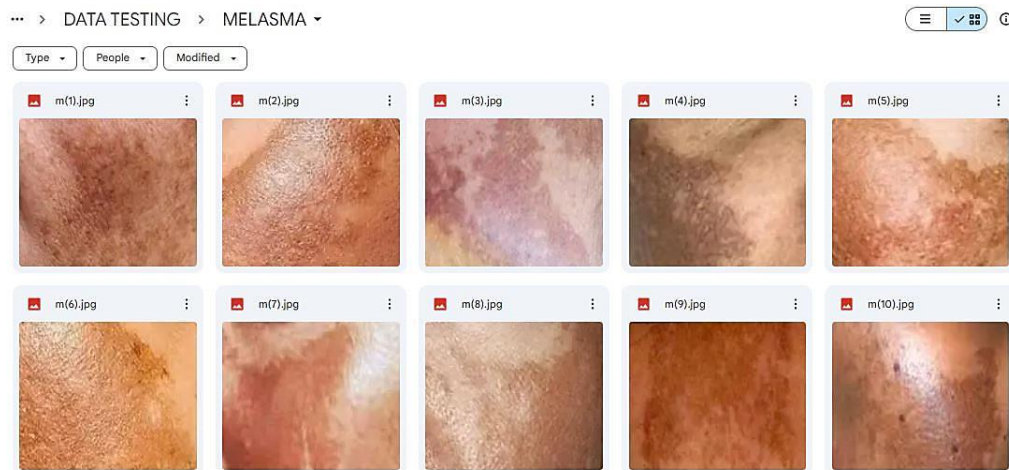 ... > DATA TESTING > MELASMA
Type People Modified
m(1).jpg m(2).jpg m(3).jpg m(4).jpg m(5).jpg
m(6).jpg m(7).jpg m(8).jpg m(9).jpg m(10).jpg